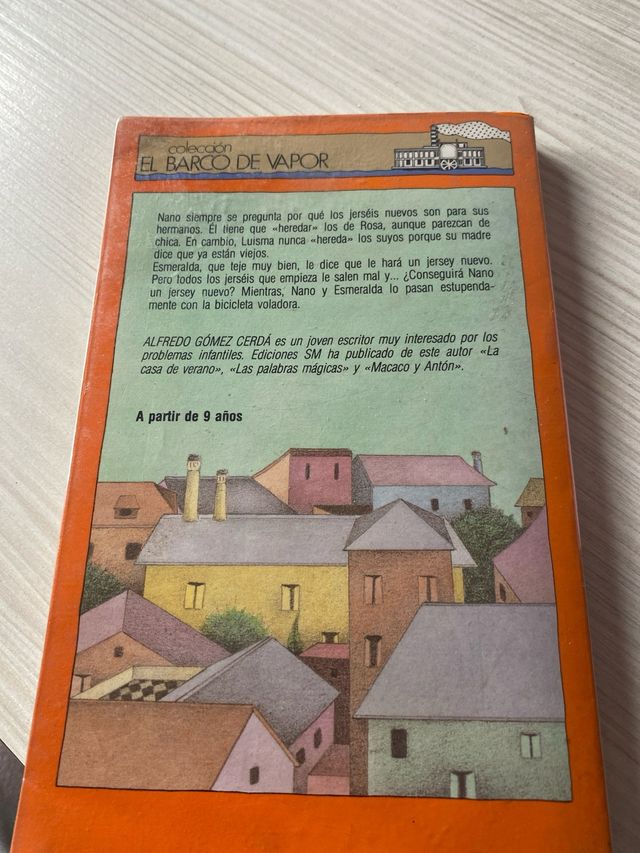 colección
EL BARCO DE VAPOR
Nano siempre se pregunta por qué los jerséis nuevos son para sus
hermanos. Él tiene que «heredar» los de Rosa, aunque parezcan de
chica. En cambio, Luisma nunca «hereda» los suyos porque su madre
dice que ya están viejos.
Esmeralda, que teje muy bien, le dice que le hará un jersey nuevo.
Pero todos los jerséis que empieza le salen mal y... ¿Conseguirá Nano
un jersey nuevo? Mientras, Nano y Esmeralda lo pasan estupenda-
mente con la bicicleta voladora.
ALFREDO GÓMEZ CERDÁ es un joven escritor muy interesado por los
problemas infantiles. Ediciones SM ha publicado de este autor «La
casa de verano», «Las palabras mágicas» y «Macaco y Antón».
A partir de 9 años